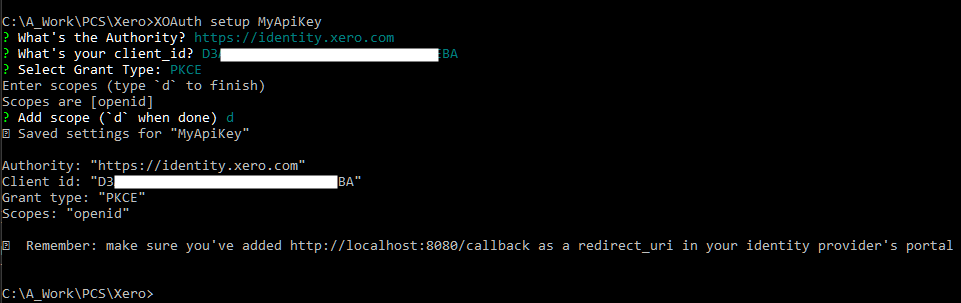 C:\A_Work\PCS\Xero>XOAuth setup MyApiKey
? What's the Authority? https://identity.xero.com
? What's your client_id? D3 BA
? Select Grant Type: PKCE
Enter scopes (type `d` to finish)
Scopes are [openid]
? Add scope (`d` when done) d
Saved settings for "MyApiKey"
Authority: "https://identity.xero.com"
Client id: "D3 BA"
Grant type: "PKCE"
Scopes: "openid"
Remember: make sure you've added http://localhost:8080/callback as a redirect_uri in your identity provider's portal
C:\A_Work\PCS\Xero>